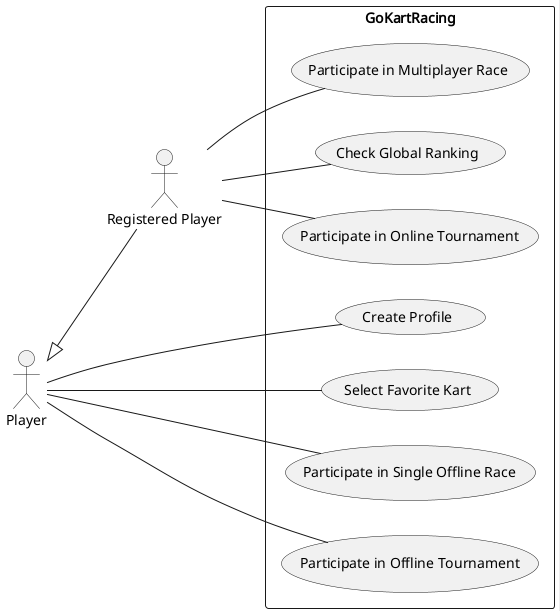 GoKartRacing
Participate in Multiplayer Race
Check Global Ranking
Registered Player
Participate in Online Tournament
Create Profile
Select Favorite Kart
Player
Participate in Single Offline Race
Participate in Offline Tournament